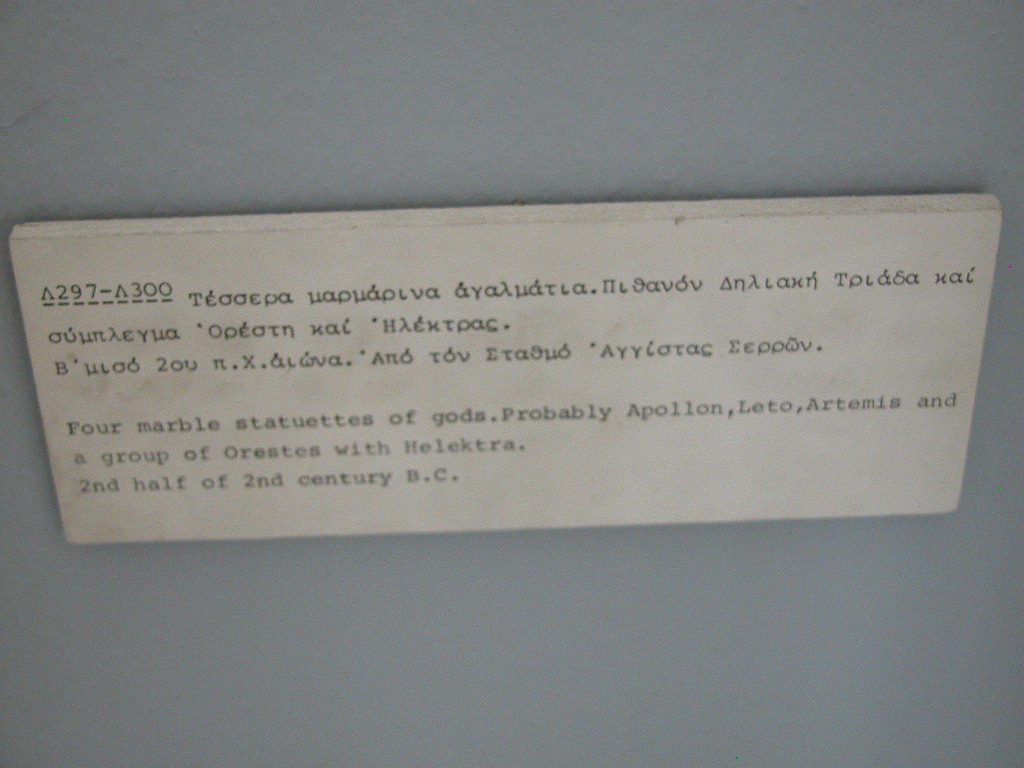 Λ297-Λ300 Τέσσερα μαρμάρινα ἀγαλμάτια.Πιθανόν Δηλιακή Τριάδα καί
σύμπλεγμα Ὀρέστη καί Ἠλέκτρας.
Β'μισό 2ου π.Χ.ἀιώνα.Ἀπό τόν Σταθμό Ἀγγίστας Σερρῶν.
Four marble statuettes of gods.Probably Apollon,Leto,Artemis and
a group of Orestes with Helektra.
2nd half of 2nd century B.C.